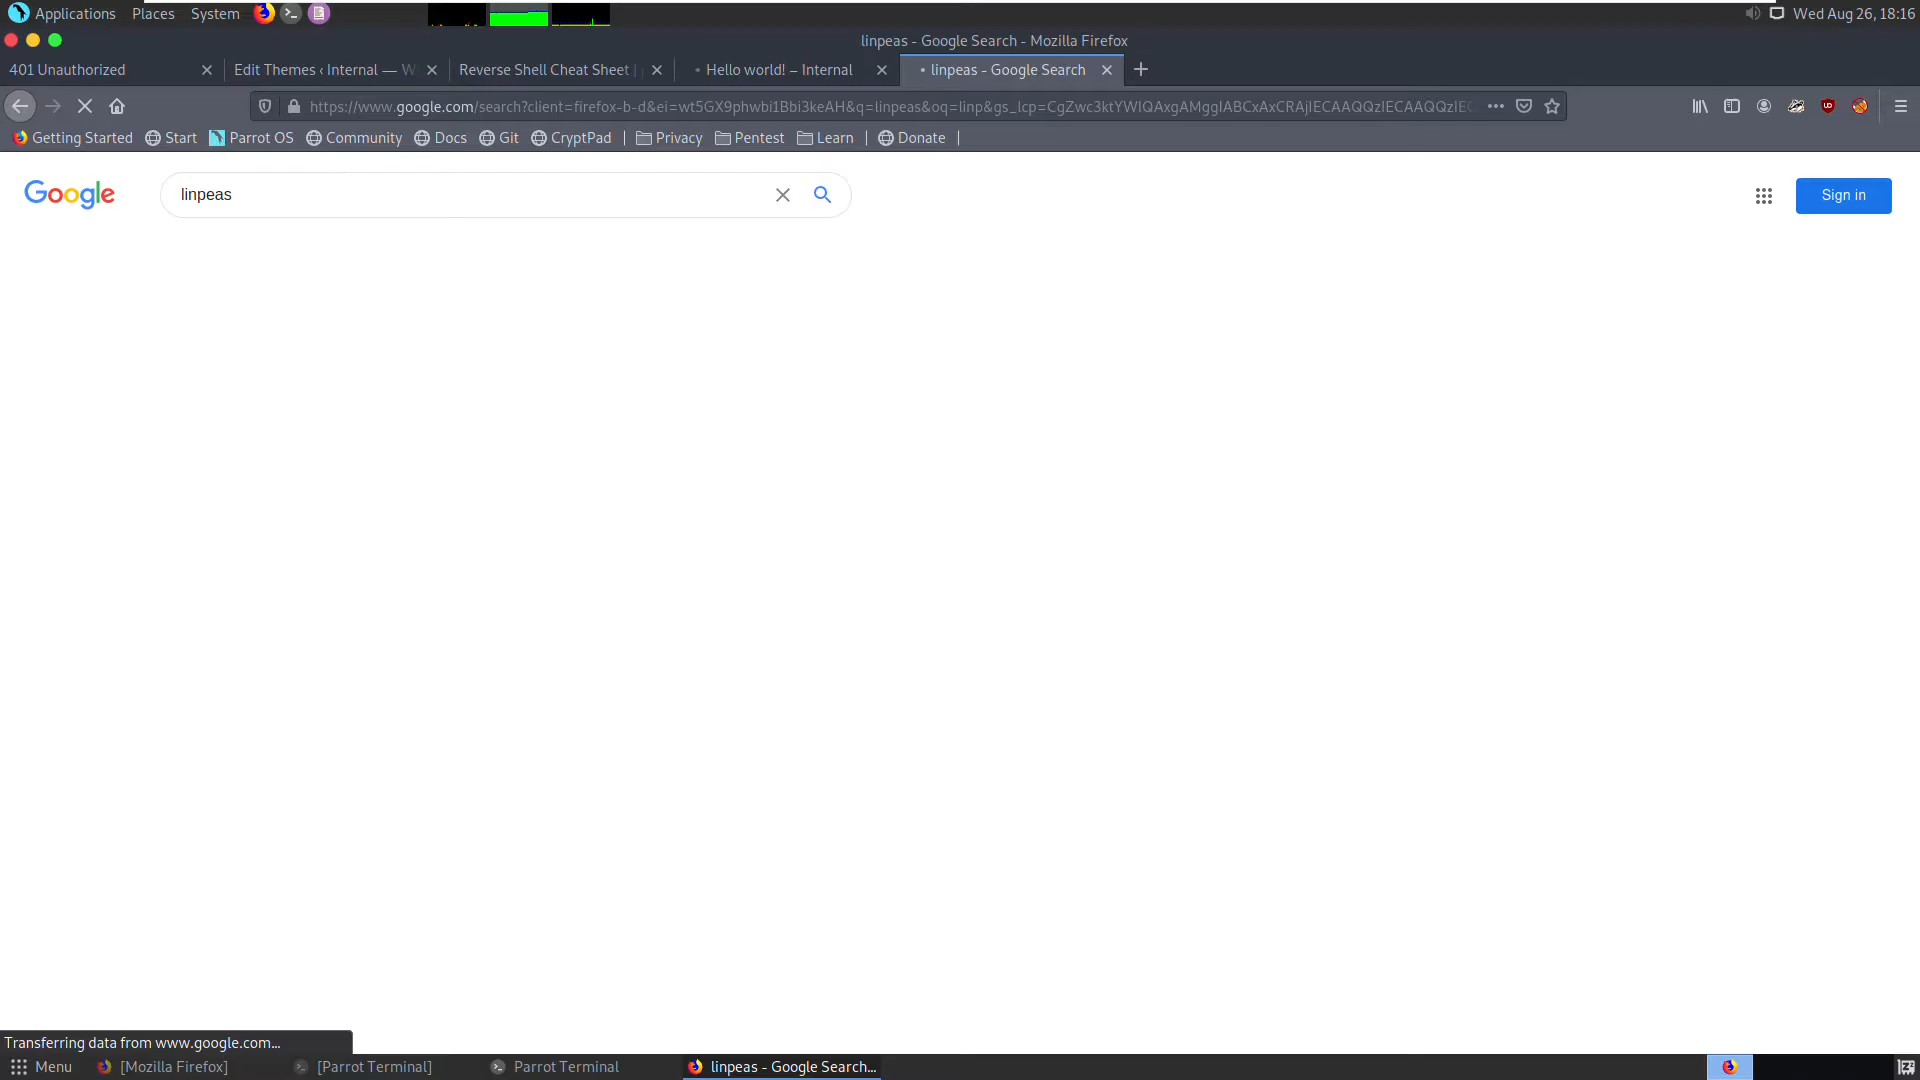 Applications Places System Wed Aug 26, 18:16
linpeas - Google Search - Mozilla Firefox
401 Unauthorized Edit Themes ‹ Internal — W Reverse Shell Cheat Sheet | Hello world! – Internal linpeas - Google Search
https://www.google.com/search?client=firefox-b-d&ei=wt5GX9phwbi1Bbi3keAH&q=linpeas&oq=linp&gs_lcp=CgZwc3ktYWIQAxgAMggIABCxAxCRAjIECAAQQzIECAAQQzIEC
Getting Started Start Parrot OS Community Docs Git CryptPad | Privacy Pentest Learn | Donate |
Google linpeas Sign in
Transferring data from www.google.com...
Menu [Mozilla Firefox] [Parrot Terminal] Parrot Terminal linpeas - Google Search...